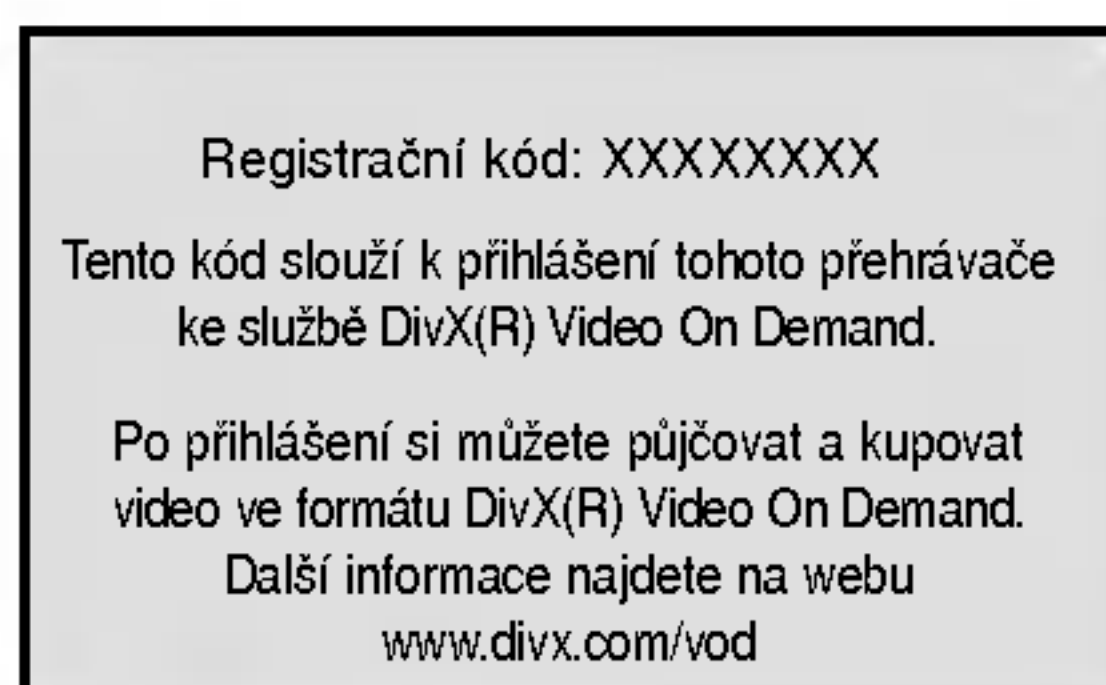 Registrační kód: XXXXXXXX
Tento kód slouží k přihlášení tohoto přehrávače
ke službě DivX(R) Video On Demand.
Po přihlášení si můžete půjčovat a kupovat
video ve formátu DivX(R) Video On Demand.
Další informace najdete na webu
www.divx.com/vod